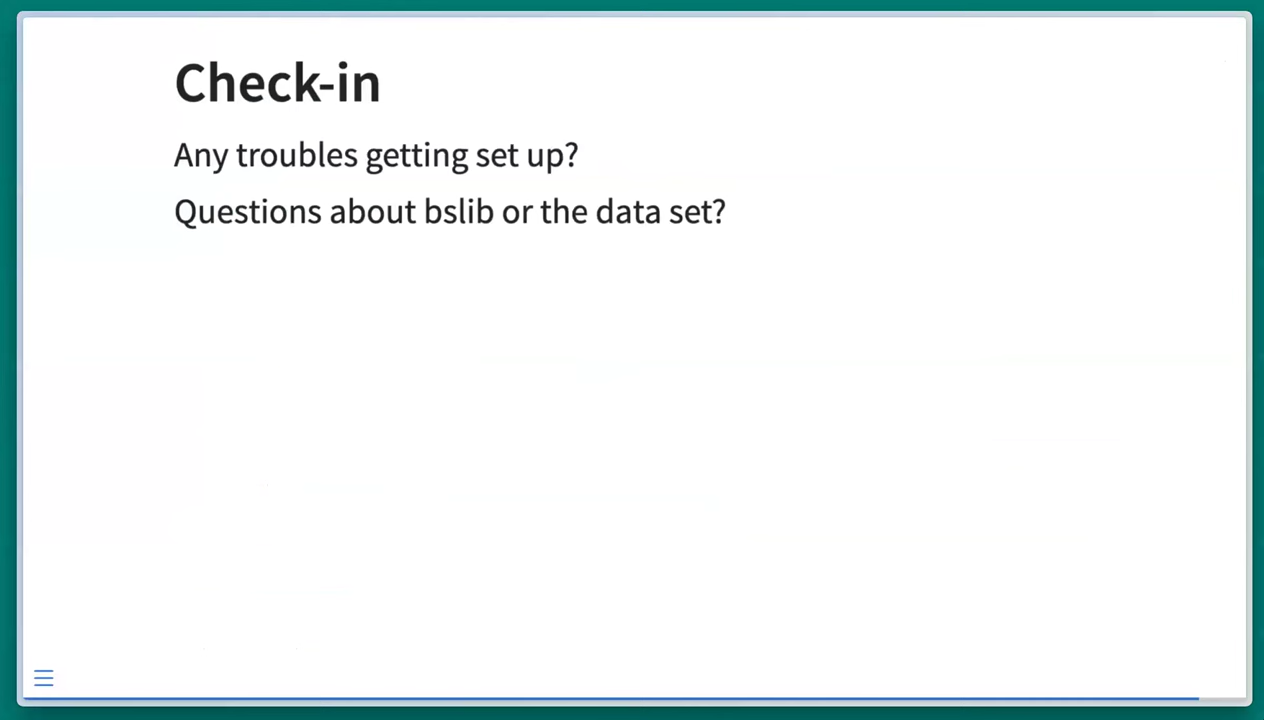 Check-in
Any troubles getting set up?
Questions about bslib or the data set?